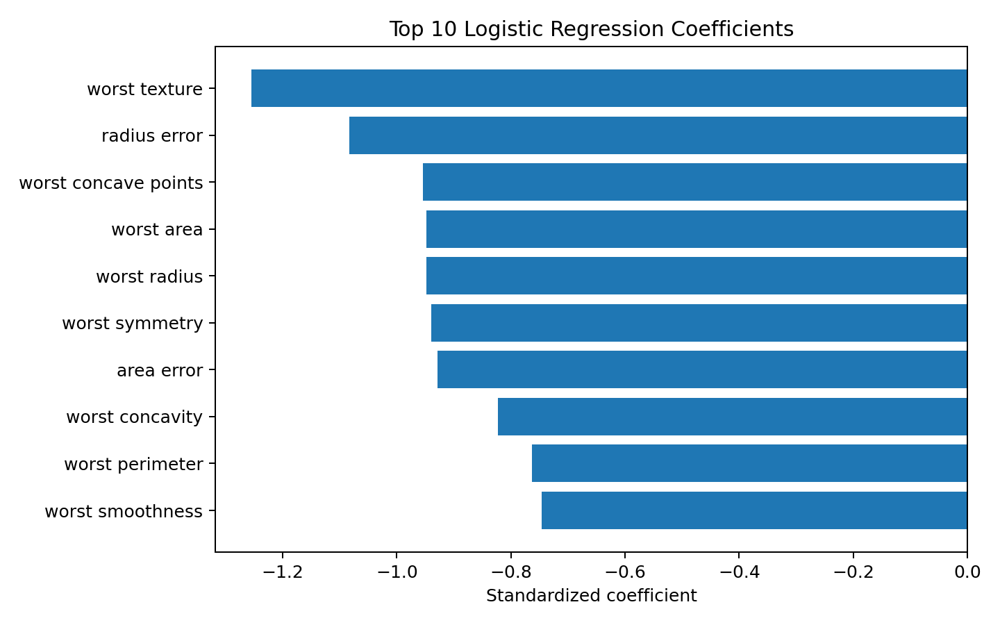 Top 10 Logistic Regression Coefficients
worst texture
radius error
worst concave points
worst area
worst radius
worst symmetry
area error
worst concavity
worst perimeter
worst smoothness
−1.2 −1.0 −0.8 −0.6 −0.4 −0.2 0.0
Standardized coefficient